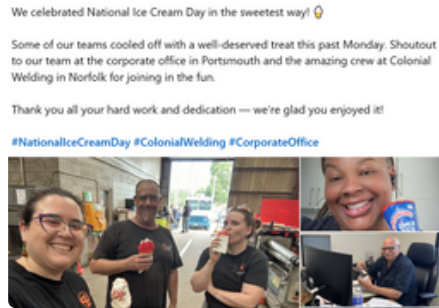 We celebrated National Ice Cream Day in the sweetest way! 🍦
Some of our teams cooled off with a well-deserved treat this past Monday. Shoutout
to our team at the corporate office in Portsmouth and the amazing crew at Colonial
Welding in Norfolk for joining in the fun.
Thank you all your hard work and dedication — we're glad you enjoyed it!
#NationalIceCreamDay #ColonialWelding #CorporateOffice